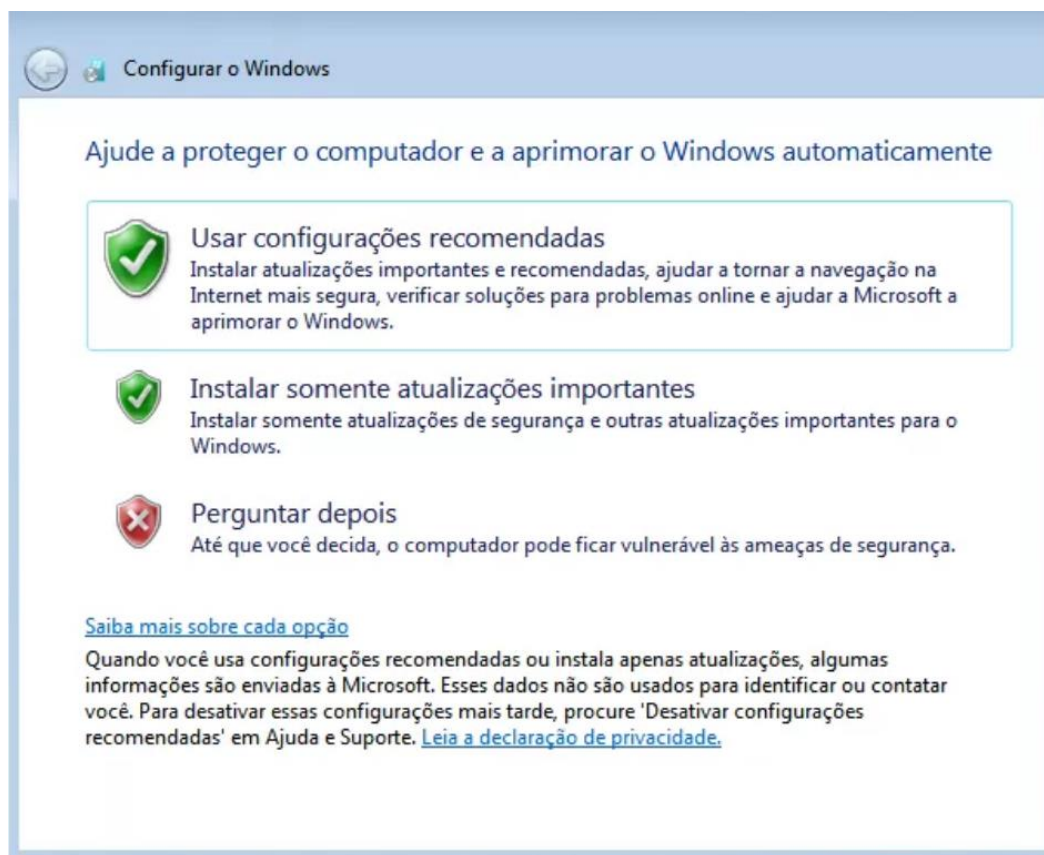 Configurar o Windows
Ajude a proteger o computador e a aprimorar o Windows automaticamente
Usar configurações recomendadas
Instalar atualizações importantes e recomendadas, ajudar a tornar a navegação na
Internet mais segura, verificar soluções para problemas online e ajudar a Microsoft a
aprimorar o Windows.
Instalar somente atualizações importantes
Instalar somente atualizações de segurança e outras atualizações importantes para o
Windows.
Perguntar depois
Até que você decida, o computador pode ficar vulnerável às ameaças de segurança.
Saiba mais sobre cada opção
Quando você usa configurações recomendadas ou instala apenas atualizações, algumas
informações são enviadas à Microsoft. Esses dados não são usados para identificar ou contatar
você. Para desativar essas configurações mais tarde, procure 'Desativar configurações
recomendadas' em Ajuda e Suporte. Leia a declaração de privacidade.